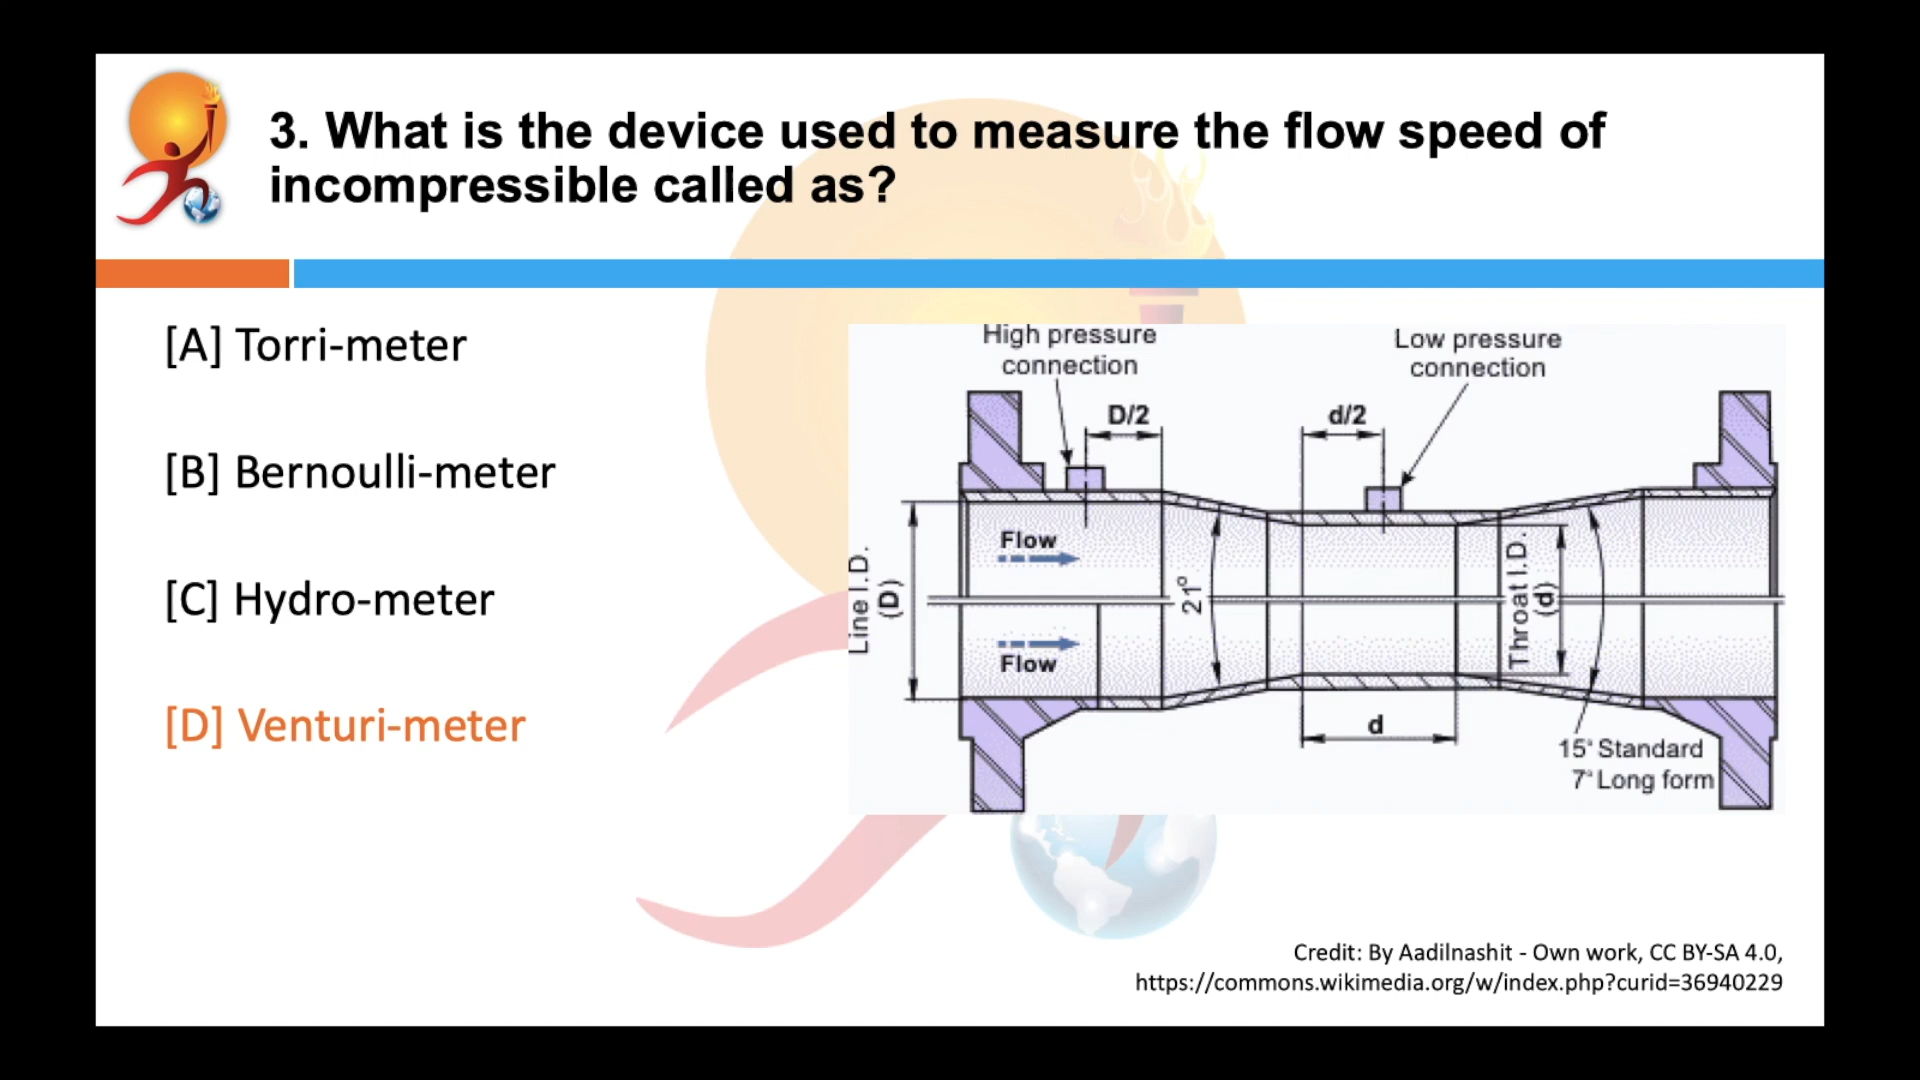 3. What is the device used to measure the flow speed of
incompressible called as?
[A] Torri-meter
[B] Bernoulli-meter
[C] Hydro-meter
[D] Venturi-meter
High pressure
connection
Low pressure
connection
D/2
d/2
Flow
Line I.D.
(D)
21°
Throat I.D.
(d)
Flow
d
15° Standard
7° Long form
Credit: By Aadilnashit - Own work, CC BY-SA 4.0,
https://commons.wikimedia.org/w/index.php?curid=36940229